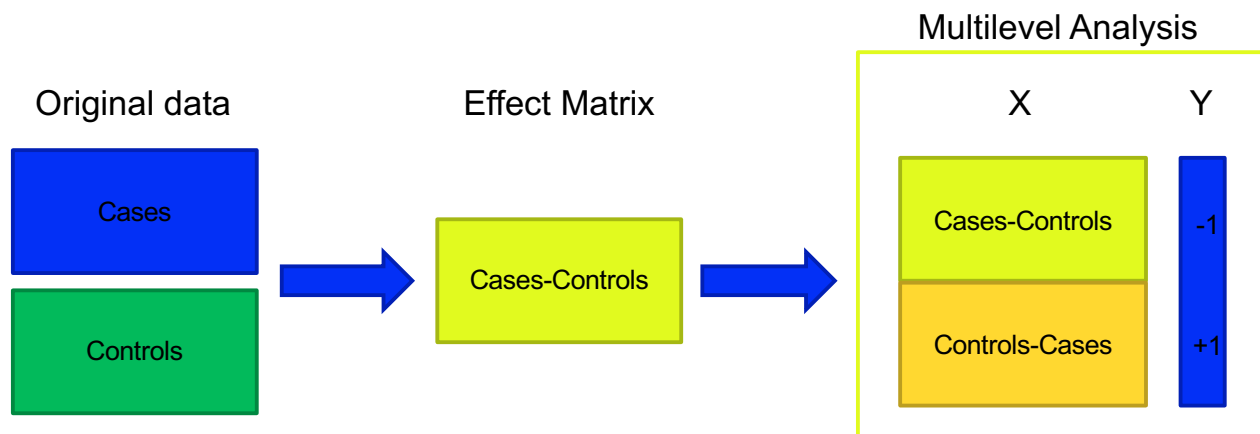 Multilevel Analysis
Original data
Effect Matrix
X
Y
Cases
Controls
Cases-Controls
Cases-Controls
Controls-Cases
-1
+1